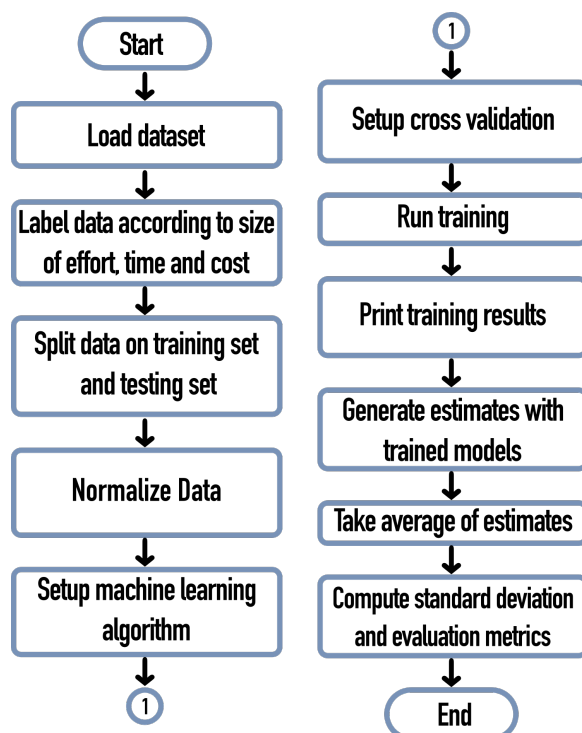 Start
Load dataset
Label data according to size
of effort, time and cost
Split data on training set
and testing set
Normalize Data
Setup machine learning
algorithm
1
1
Setup cross validation
Run training
Print training results
Generate estimates with
trained models
Take average of estimates
Compute standard deviation
and evaluation metrics
End